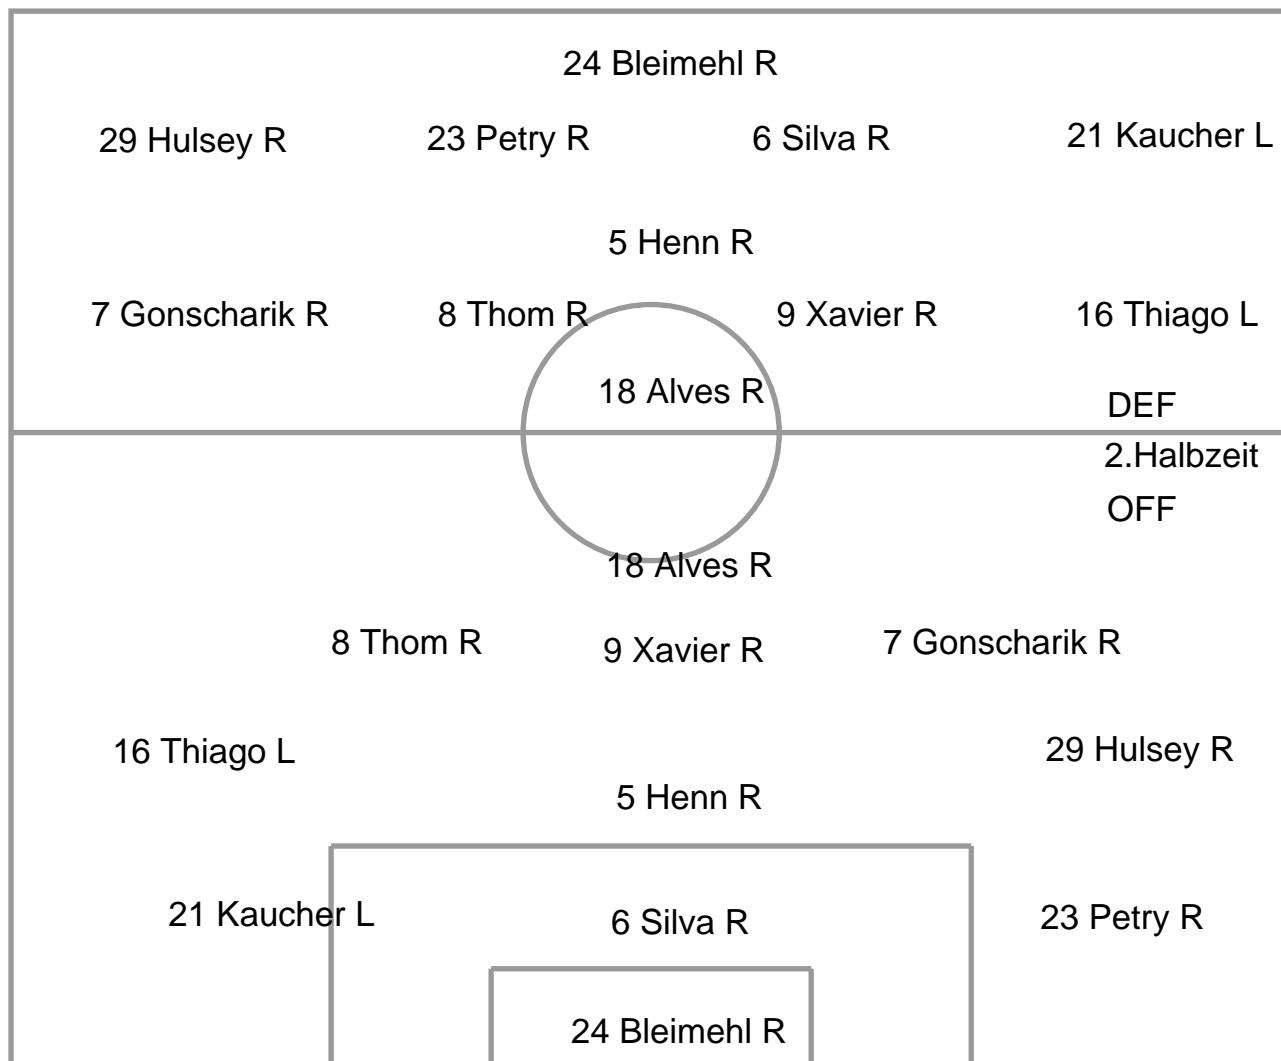 24 Bleimehl R
29 Hulsey R 23 Petry R 6 Silva R 21 Kaucher L
5 Henn R
7 Gonscharik R 8 Thom R 9 Xavier R 16 Thiago L
18 Alves R
DEF
2.Halbzeit
OFF
18 Alves R
8 Thom R 9 Xavier R 7 Gonscharik R
16 Thiago L 29 Hulsey R
5 Henn R
21 Kaucher L 6 Silva R 23 Petry R
24 Bleimehl R